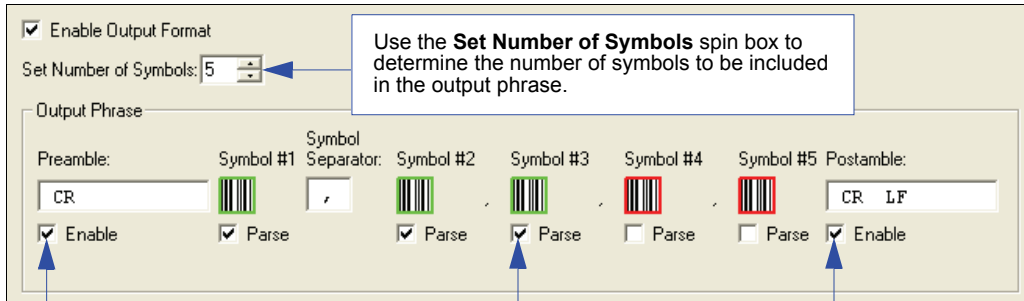 Enable Output Format
Use the Set Number of Symbols spin box to
determine the number of symbols to be included
in the output phrase.
Set Number of Symbols: 5
Output Phrase
Preamble: Symbol #1 Symbol Separator: Symbol #2 Symbol #3 Symbol #4 Symbol #5 Postamble:
CR , , , , CR LF
Enable Parse Parse Parse Parse Parse Enable